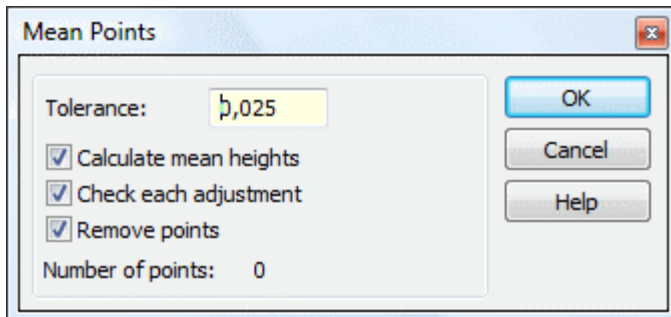 Mean Points
Tolerance: 0,025
OK
Calculate mean heights
Cancel
Check each adjustment
Remove points
Help
Number of points: 0